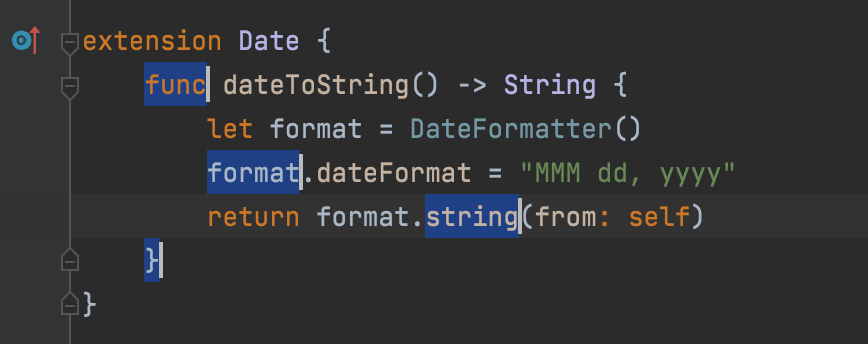 extension Date {
    func dateToString() -> String {
        let format = DateFormatter()
        format.dateFormat = "MMM dd, yyyy"
        return format.string(from: self)
    }
}